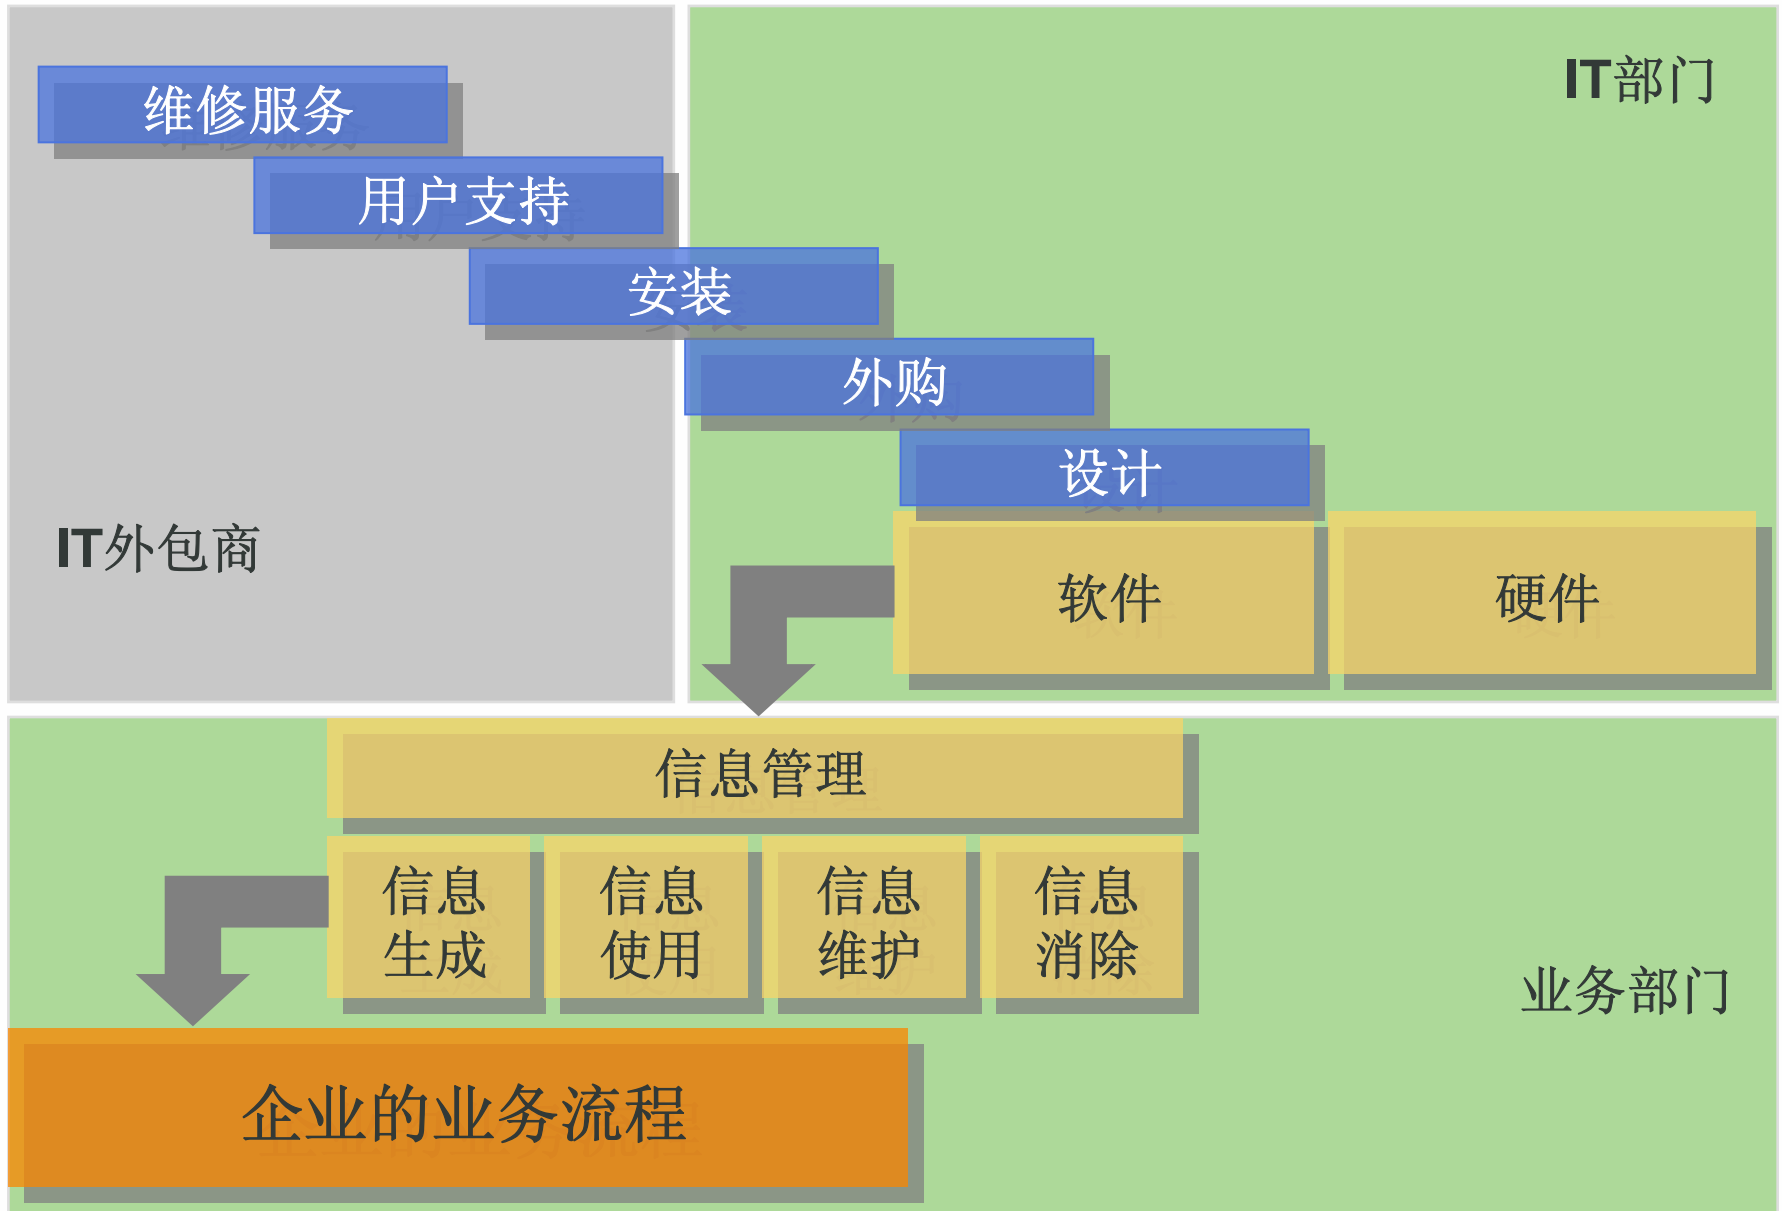 IT部门
维修服务
用户支持
安装
外购
设计
IT外包商
软件
硬件
信息管理
信息
生成
信息
使用
信息
维护
信息
消除
业务部门
企业的业务流程